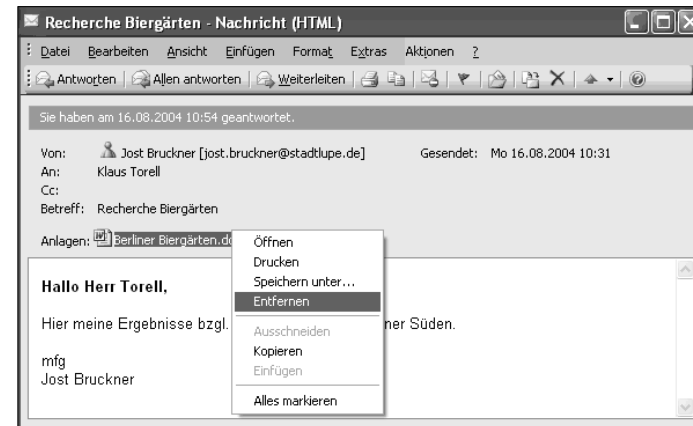 Recherche Biergärten - Nachricht (HTML)
Datei Bearbeiten Ansicht Einfügen Format Extras Aktionen ?
Antworten Allen antworten Weiterleiten
Sie haben am 16.08.2004 10:54 geantwortet.
Von: Jost Bruckner [jost.bruckner@stadtlupe.de] Gesendet: Mo 16.08.2004 10:31
An: Klaus Torell
Cc:
Betreff: Recherche Biergärten
Anlagen: Berliner Biergärten.do
Öffnen
Drucken
Speichern unter...
Entfernen
Ausschneiden
Kopieren
Einfügen
Alles markieren
Hallo Herr Torell,
Hier meine Ergebnisse bzgl. ner Süden.
mfg
Jost Bruckner